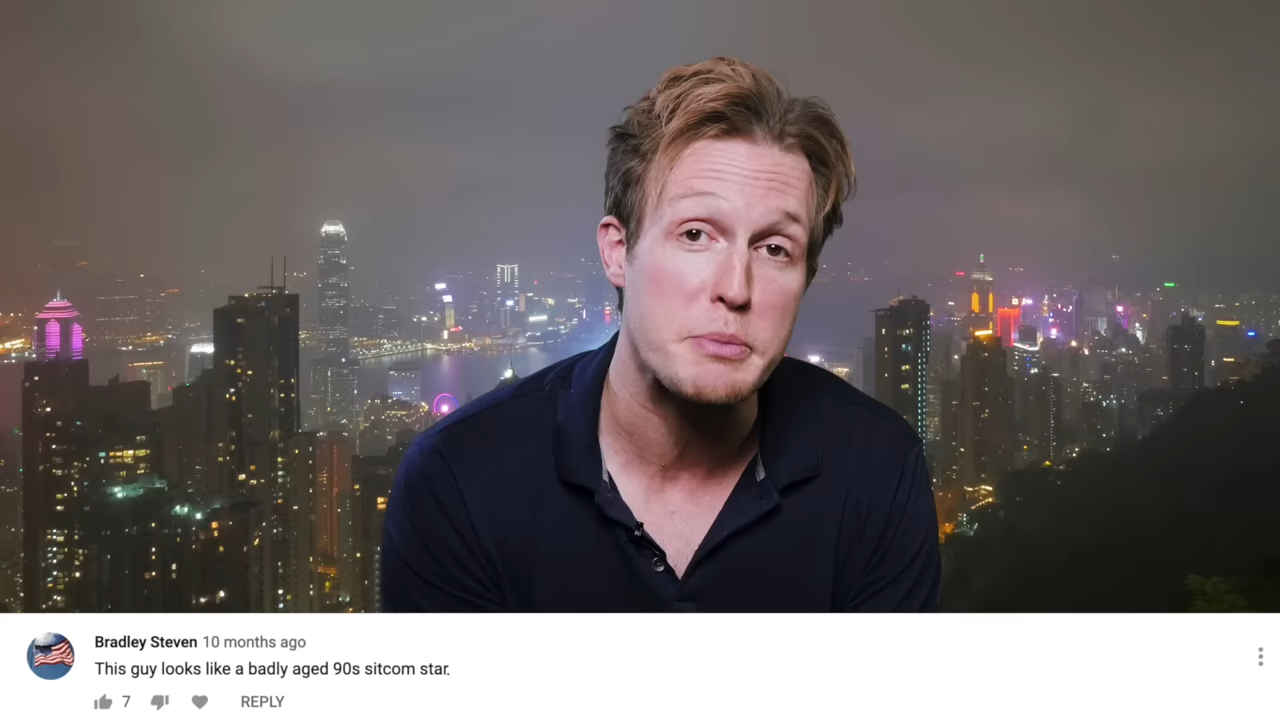 Bradley Steven 10 months ago
This guy looks like a badly aged 90s sitcom star.
7 REPLY